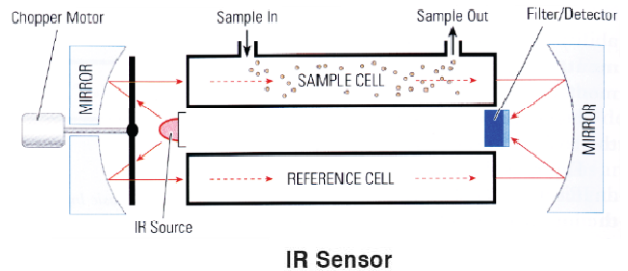 Chopper Motor
Sample In
Sample Out
Filter/Detector
MIRROR
SAMPLE CELL
MIRROR
REFERENCE CELL
IR Source
IR Sensor